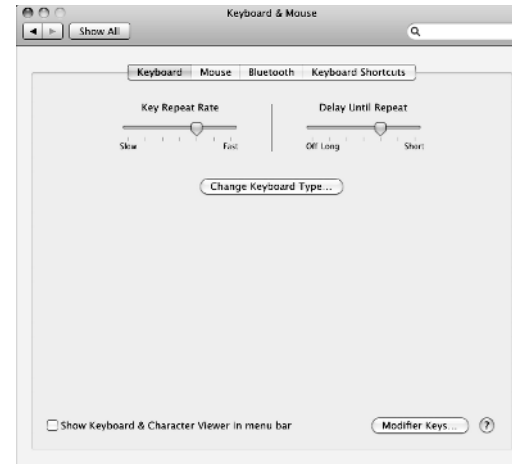 Keyboard & Mouse
Show All
Keyboard Mouse Bluetooth Keyboard Shortcuts
Key Repeat Rate Delay Until Repeat
Slow Fast Off Long Short
Change Keyboard Type...
Show Keyboard & Character Viewer in menu bar Modifier Keys... ?